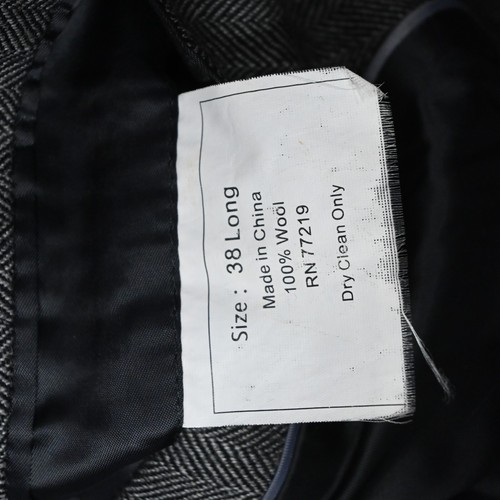 Size : 38 Long
Made in China
100% Wool
RN 77219
Dry Clean Only